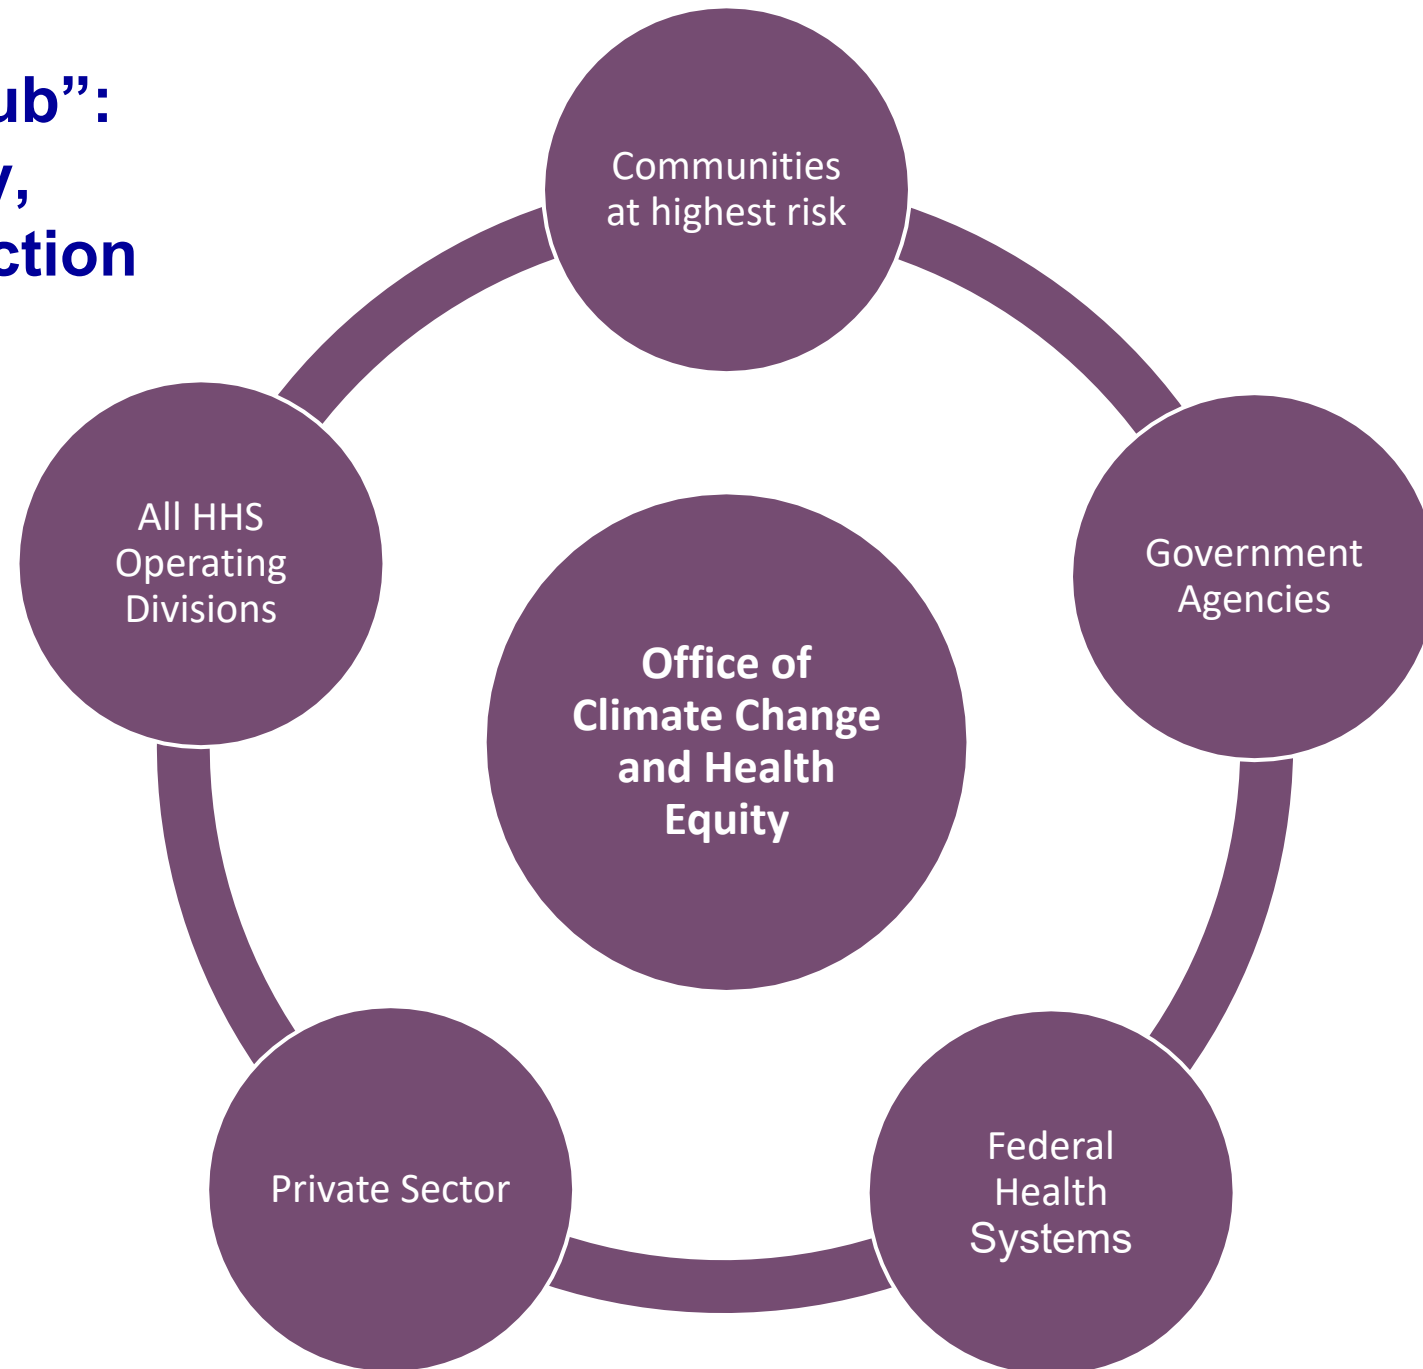 ub”:
y,
ction
Communities
at highest risk
All HHS
Operating
Divisions
Government
Agencies
Office of
Climate Change
and Health
Equity
Private Sector
Federal
Health
Systems